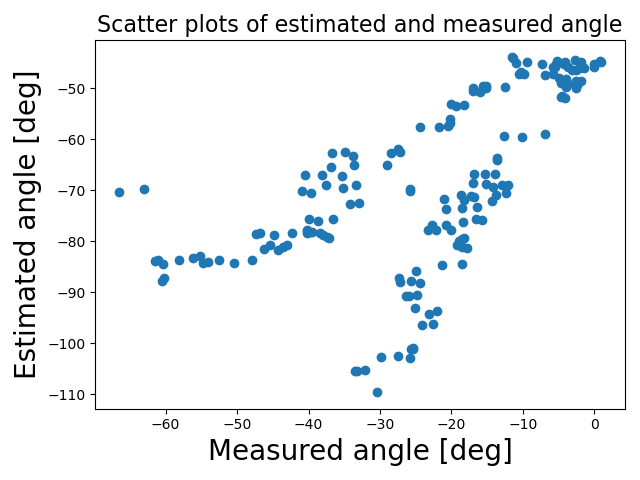 Scatter plots of estimated and measured angle
Estimated angle [deg]
−50
−60
−70
−80
−90
−100
−110
−60 −50 −40 −30 −20 −10 0
Measured angle [deg]